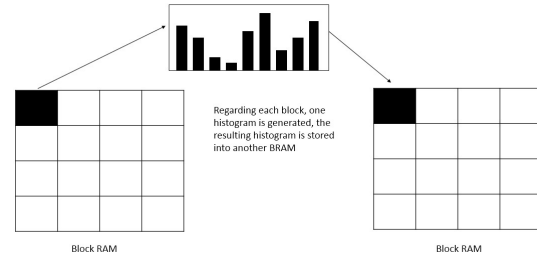 Regarding each block, one
histogram is generated, the
resulting histogram is stored
into another BRAM
Block RAM
Block RAM